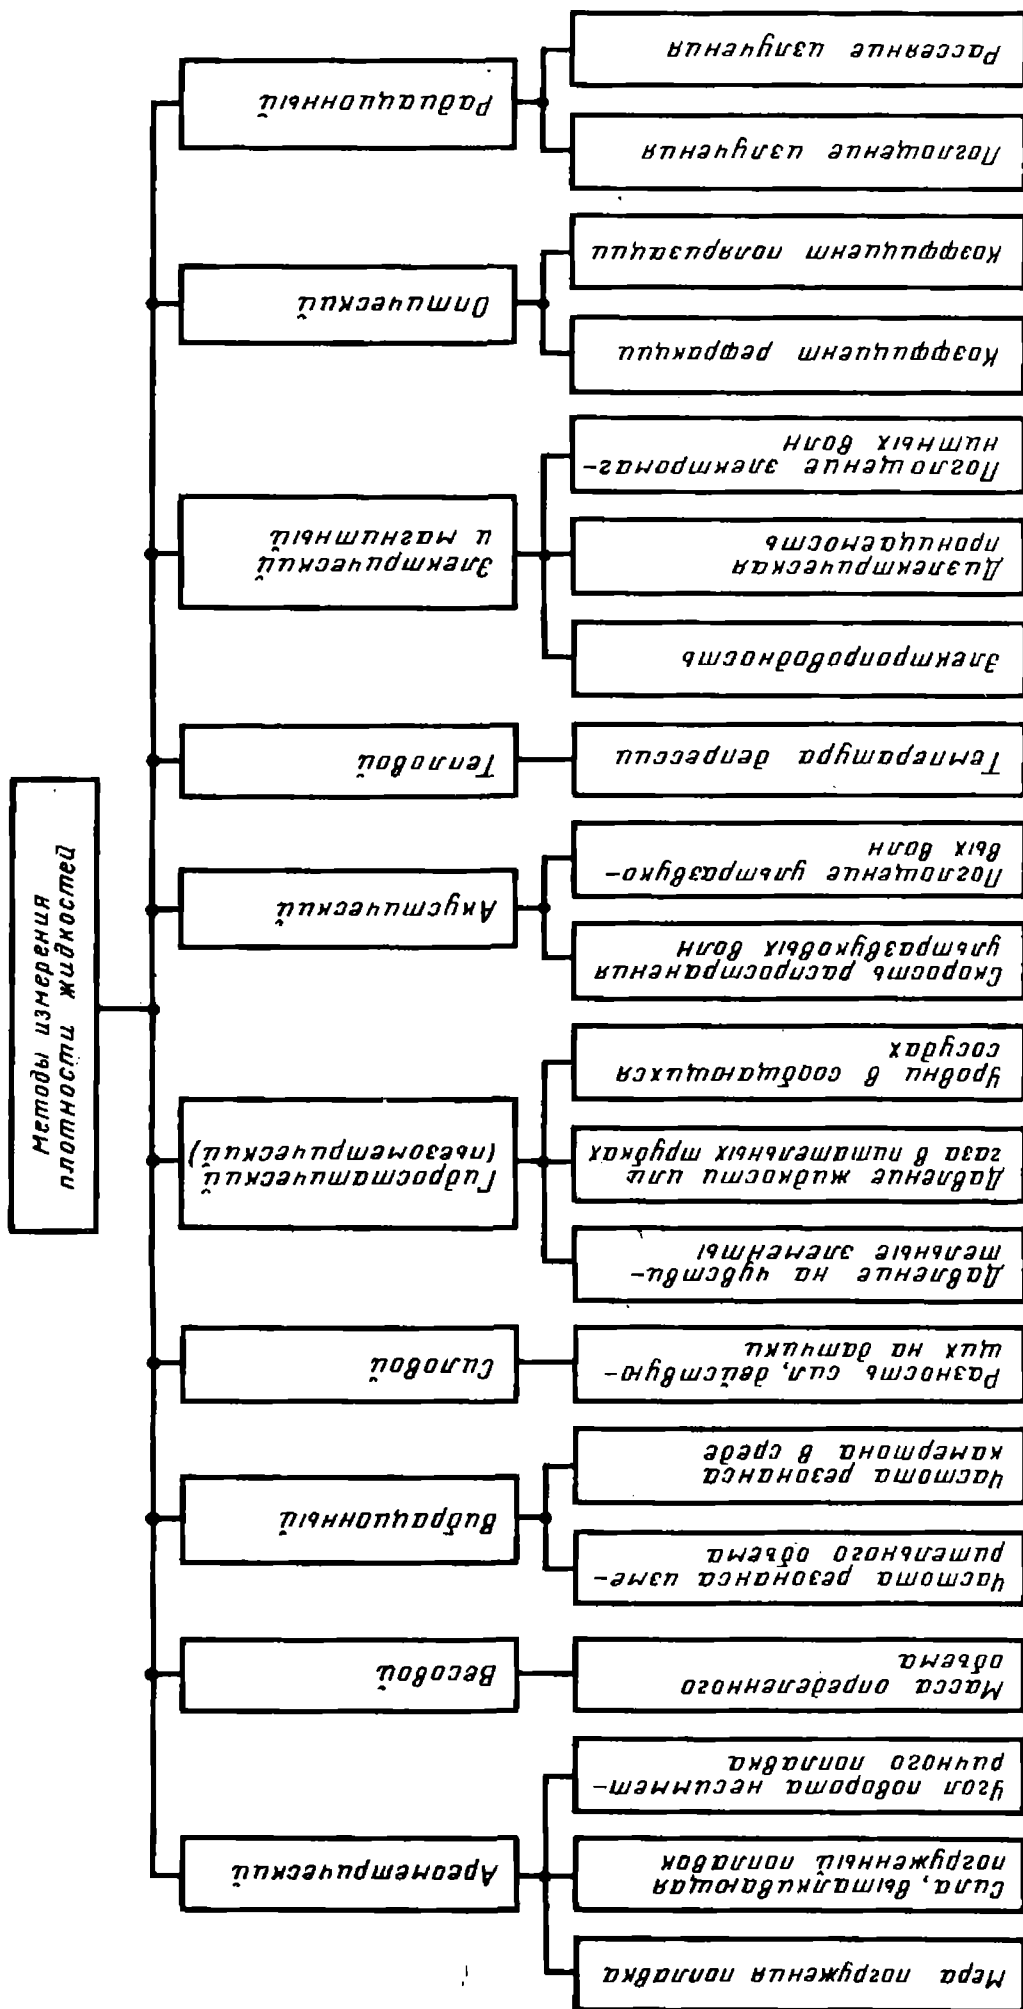 Методы измерения
плотности жидкостей
Ареометрический
Мера погружения поплавка
Сила, выталкивающая
погруженный поплавок
Угол поворота несиммет-
ричного поплавка
Весовой
Масса определенного
объема
Вибрационный
Частота резонанса изме-
рительного объема
Частота резонанса
камертона в среде
Силовой
Разность сил, действую-
щих на датчики
Гидростатический
(пьезометрический)
Давление на чувстви-
тельные элементы
Давление жидкости или
газа в питательных трубках
Уровни в сообщающихся
сосудах
Акустический
Скорость распространения
ультразвуковых волн
Поглощение ультразвуко-
вых волн
Тепловой
Температура депрессии
Электрический
и магнитный
Электропроводность
Диэлектрическая
проницаемость
Поглощение электромаг-
нитных волн
Оптический
Коэффициент рефракции
Коэффициент поляризации
Радиационный
Поглощение излучения
Рассеяние излучения